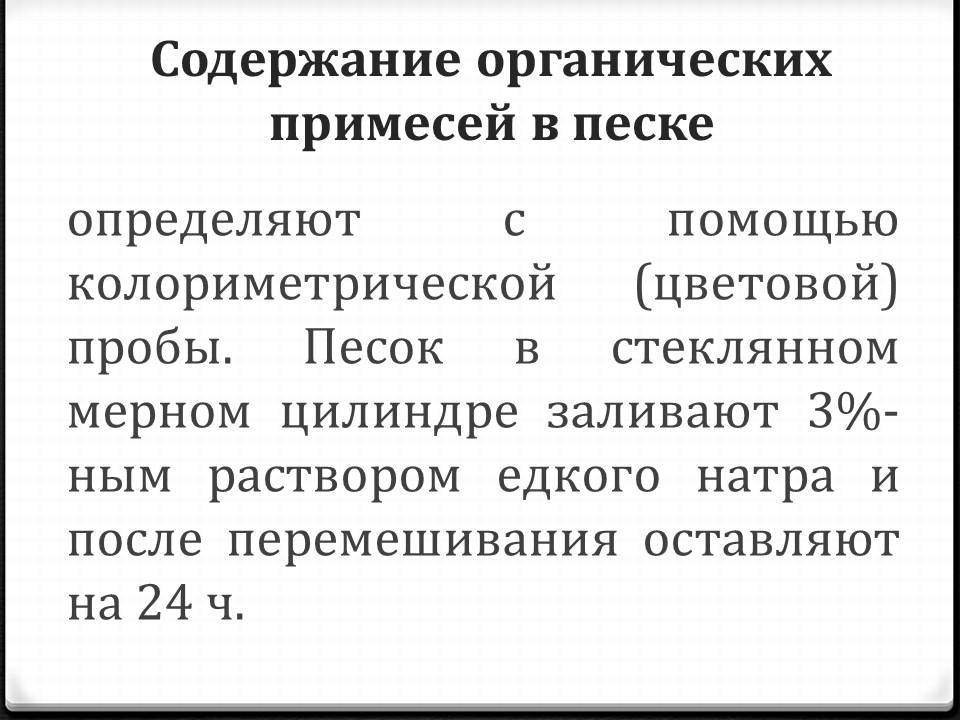 Содержание органических
примесей в песке
определяют с помощью
колориметрической (цветовой)
пробы. Песок в стеклянном
мерном цилиндре заливают 3%-
ным раствором едкого натра и
после перемешивания оставляют
на 24 ч.